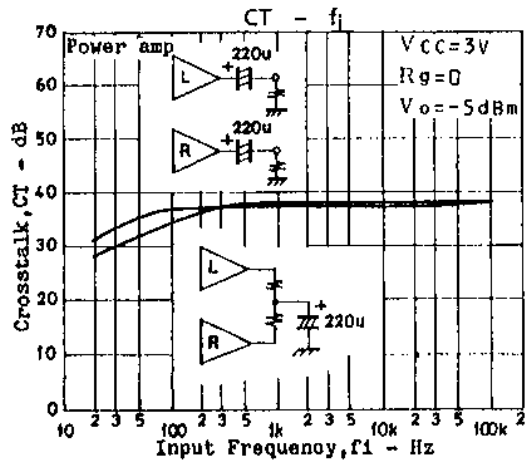 CT - fi
70
60
50
40
30
20
10
0
Crosstalk, CT - dB
Power amp
VCC=3V
Rg=0
Vo=-5dBm
L
+
220u
R
+
220u
L
R
+
220u
10 2 3 5 100 2 3 5 1k 2 3 5 10k 2 3 5 100k 2
Input Frequency, fi - Hz